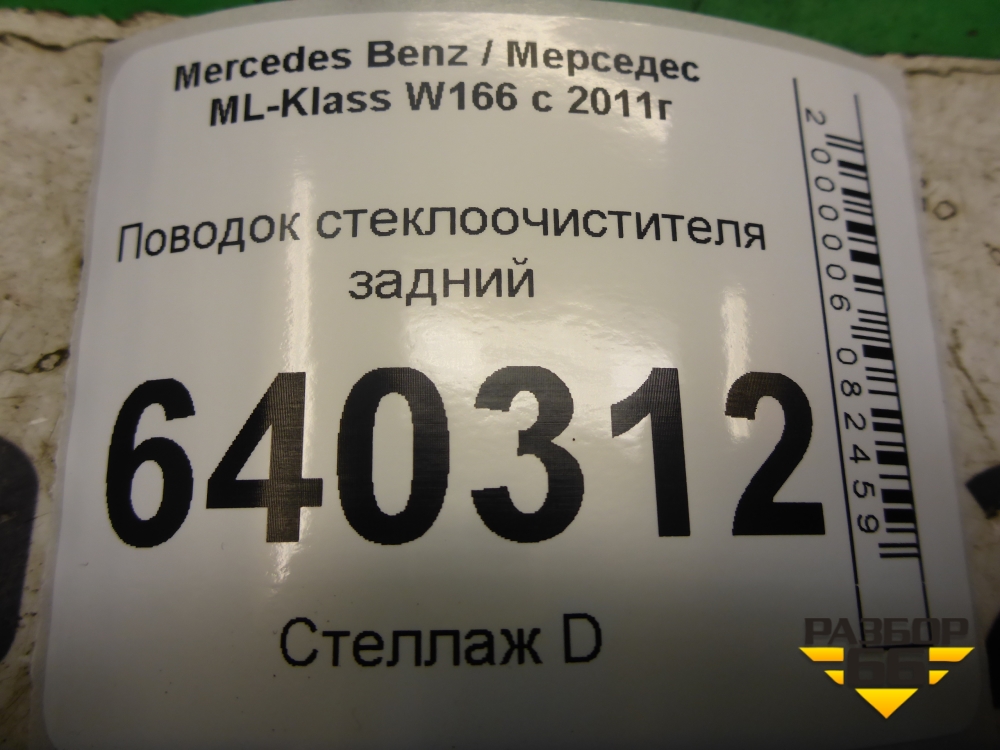 Mercedes Benz / Мерседес
ML-Klass W166 с 2011г
Поводок стеклоочистителя
задний
640312
Стеллаж D
2000006082459
РАЗБОР
66